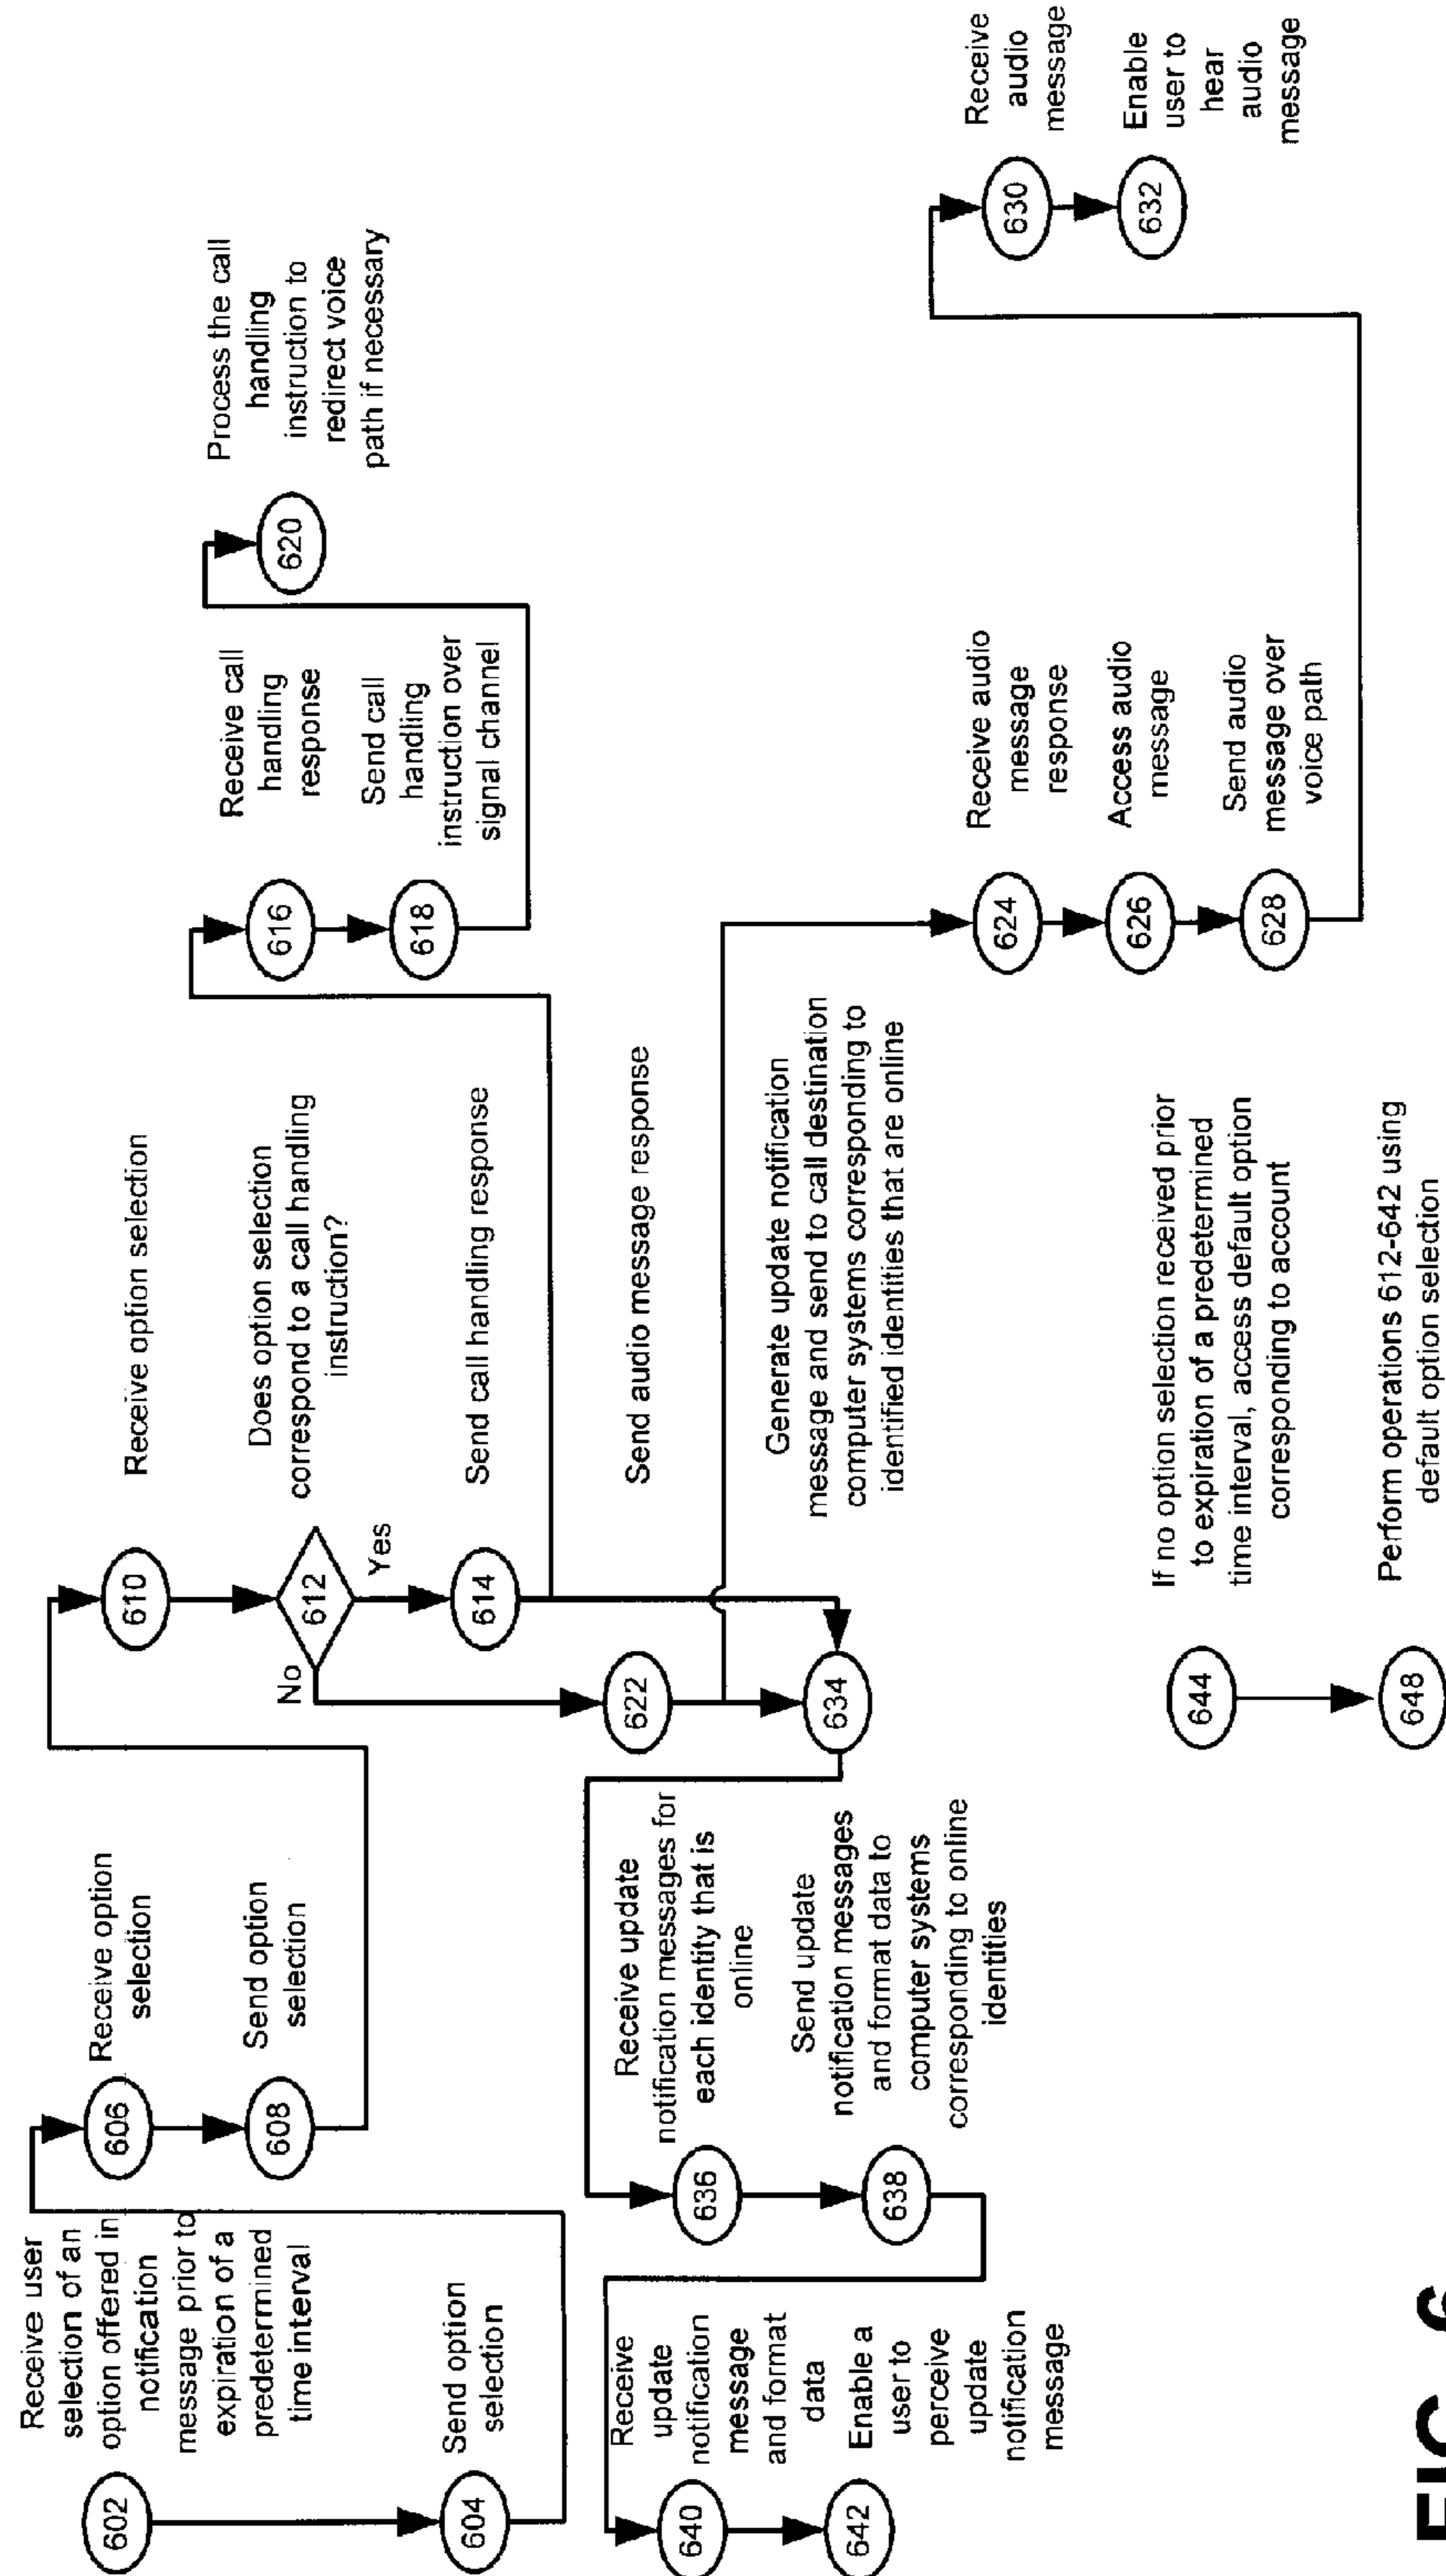 602
Receive user
selection of an
option offered in
notification
message prior to
expiration of a
predetermined
time interval
604
Send option
selection
606
Receive option
selection
608
Send option
selection
610
Receive option selection
612
Does option selection
correspond to a call handling
instruction?
No
Yes
614
Send call handling response
616
Receive call
handling
response
618
Send call
handling
instruction over
signal channel
620
Process the call
handling
instruction to
redirect voice
path if necessary
622
Send audio message response
624
Receive audio
message
response
626
Access audio
message
628
Send audio
message over
voice path
630
Receive
audio
message
632
Enable
user to
hear
audio
message
634
Generate update notification
message and send to call destination
computer systems corresponding to
identified identities that are online
636
Receive update
notification messages for
each identity that is
online
638
Send update
notification messages
and format data to
computer systems
corresponding to online
identities
640
Receive
update
notification
message
and format
data
642
Enable a
user to
perceive
update
notification
message
644
If no option selection received prior
to expiration of a predetermined
time interval, access default option
corresponding to account
648
Perform operations 612-642 using
default option selection
FIG. 6